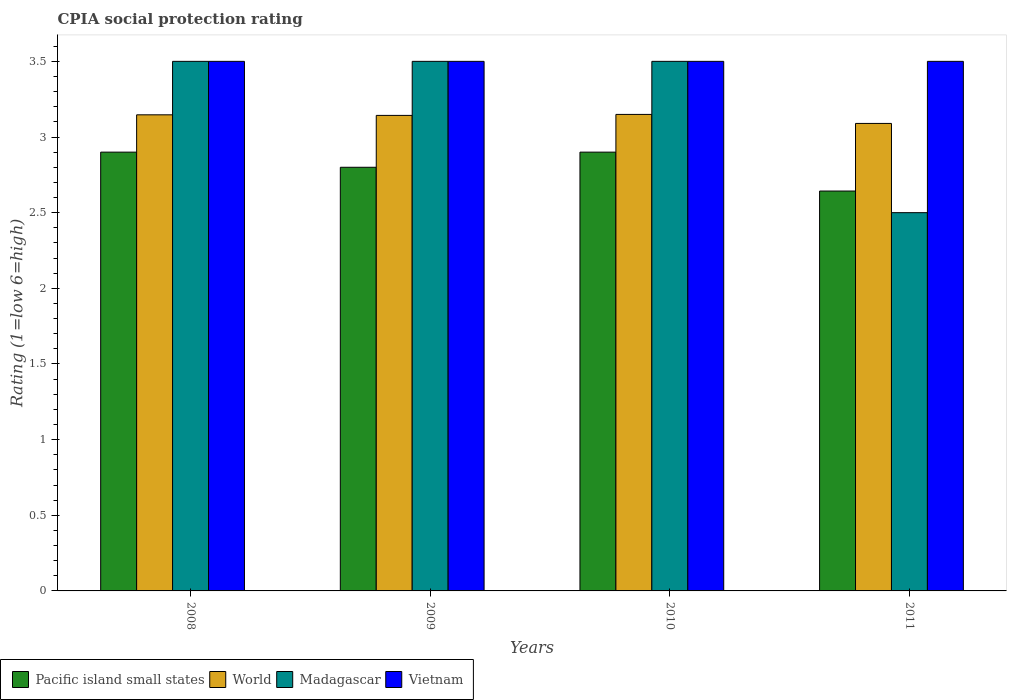 CPIA social protection rating
Rating (1=low 6=high)
3.5
3
2.5
2
1.5
1
0.5
0
2008
2009
2010
2011
Years
Pacific island small states
World
Madagascar
Vietnam